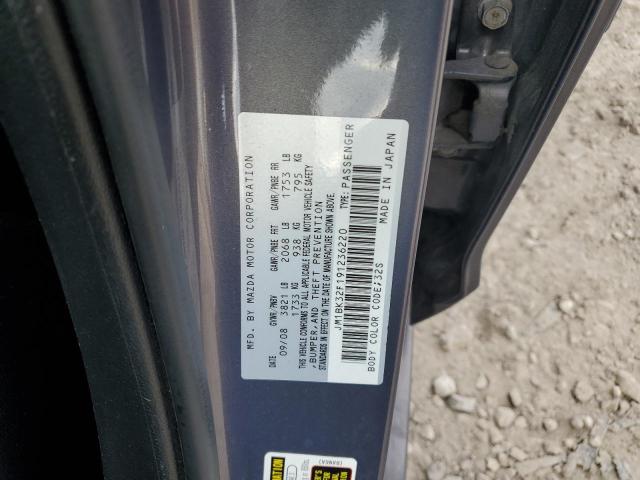 MFD. BY MAZDA MOTOR CORPORATION
GVWR/PNBV GAWR/PNBE FRT GAWR/PNBE RR
09/08 3821 LB 2068 LB 1753 LB
1733 KG 938 KG 795 KG
THIS VEHICLE CONFORMS TO ALL APPLICABLE FEDERAL MOTOR VEHICLE SAFETY
,BUMPER,AND THEFT PREVENTION
STANDARDS IN EFFECT ON THE DATE OF MANUFACTURE SHOWN ABOVE.
JM1BK32F191236220 TYPE: PASSENGER
BODY COLOR CODE;32S MADE IN JAPAN